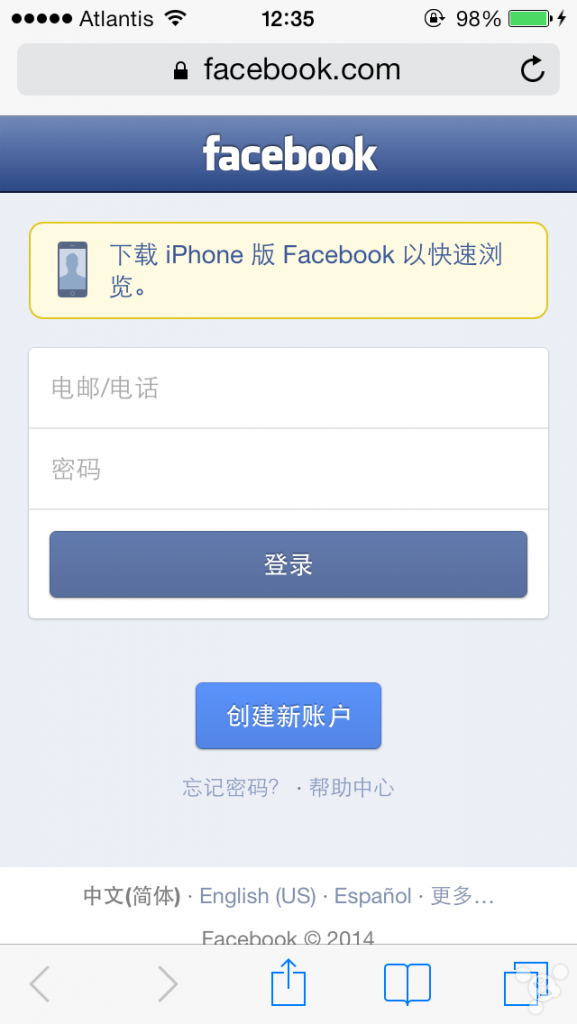 Atlantis 12:35 98%
facebook.com
facebook
下载 iPhone 版 Facebook 以快速浏
览。
电邮/电话
密码
登录
创建新账户
忘记密码? · 帮助中心
中文(简体) · English (US) · Español · 更多…
Facebook © 2014